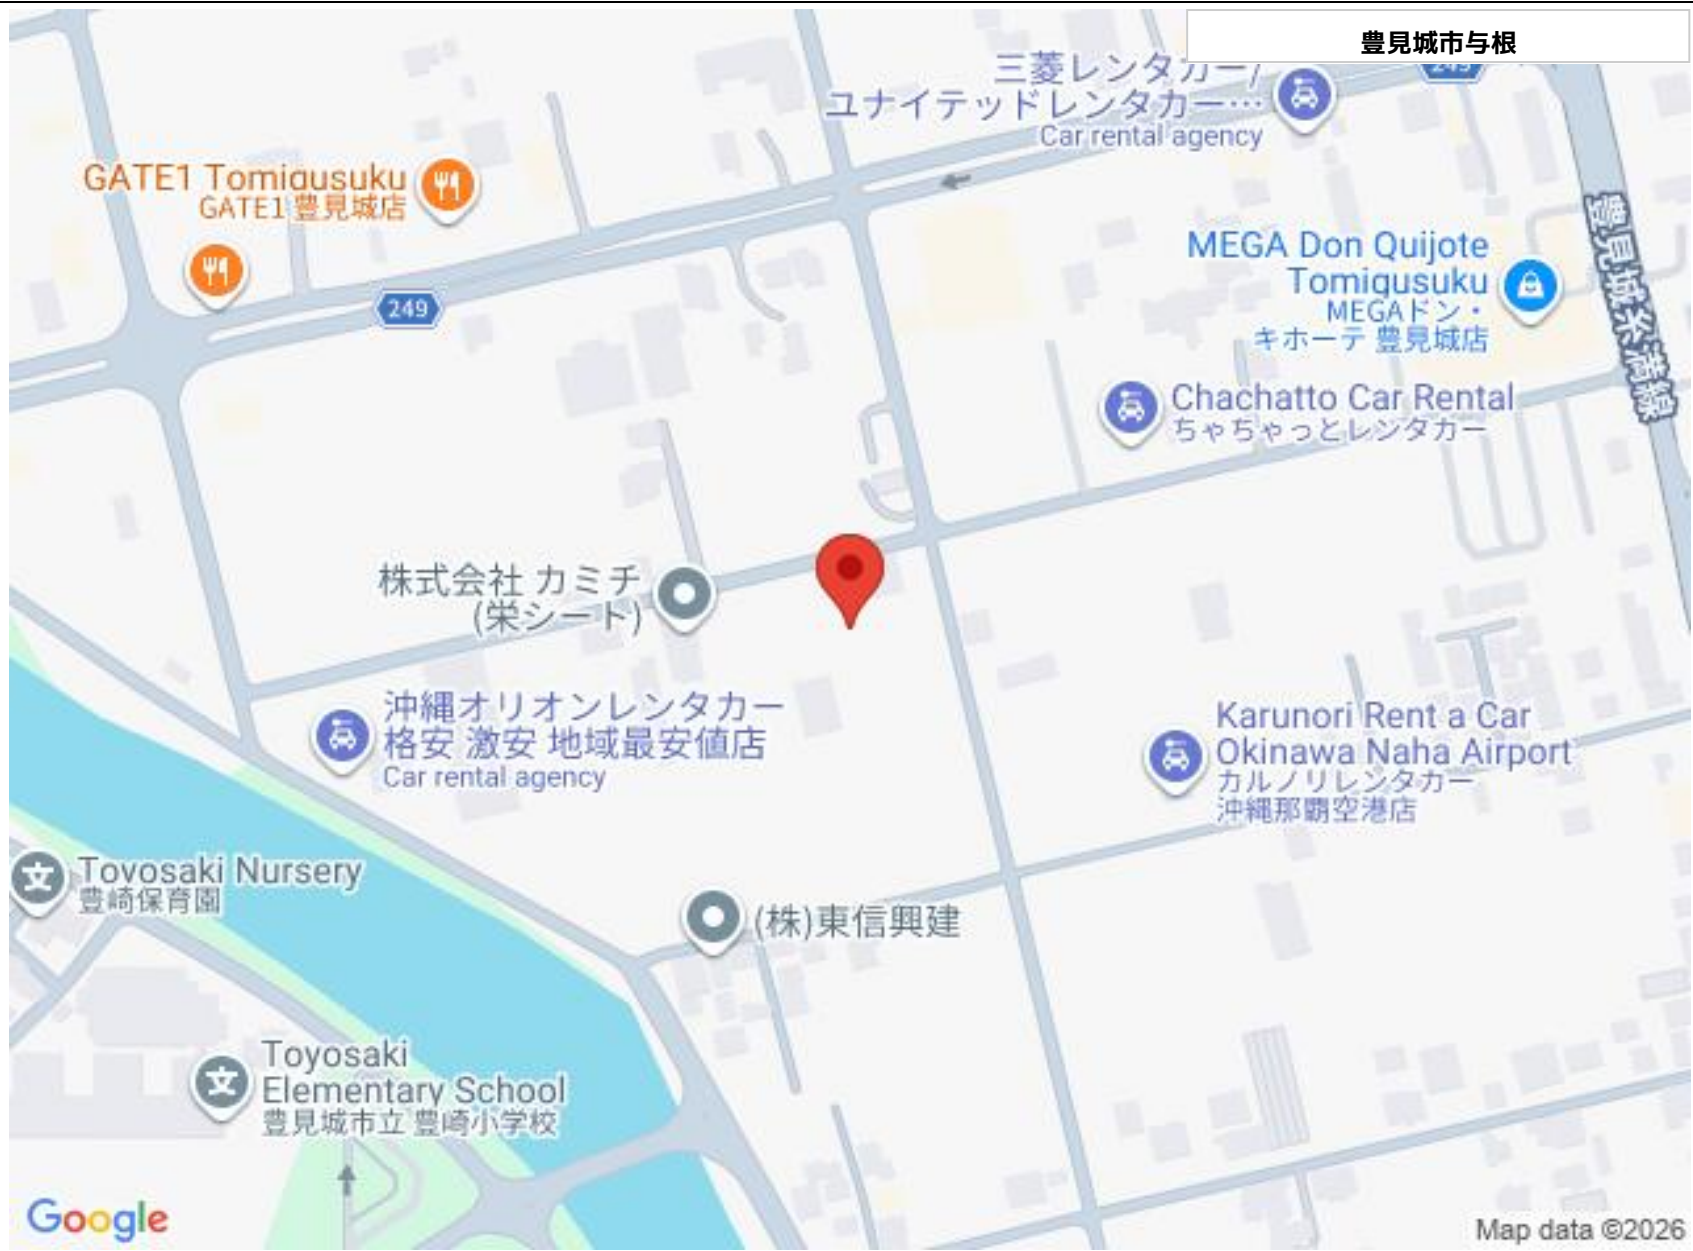 豊見城市与根
249
三菱レンタカー/
ユナイテッドレンタカー…
Car rental agency
GATE1 Tomigusuku
GATE1 豊見城店
249
MEGA Don Quijote
Tomigusuku
MEGAドン・
キホーテ 豊見城店
豊見城糸満線
Chachatto Car Rental
ちゃちゃっとレンタカー
株式会社 カミチ
(栄シート)
沖縄オリオンレンタカー
格安 激安 地域最安値店
Car rental agency
Karunori Rent a Car
Okinawa Naha Airport
カルノリレンタカー
沖縄那覇空港店
Toyosaki Nursery
豊崎保育園
文
(株)東信興建
Toyosaki
Elementary School
豊見城市立 豊崎小学校
文
Google
Map data ©2026